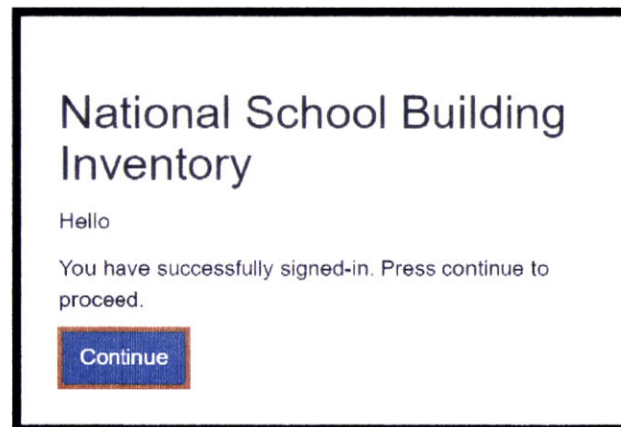 National School Building
Inventory
Hello
You have successfully signed-in. Press continue to
proceed.
Continue